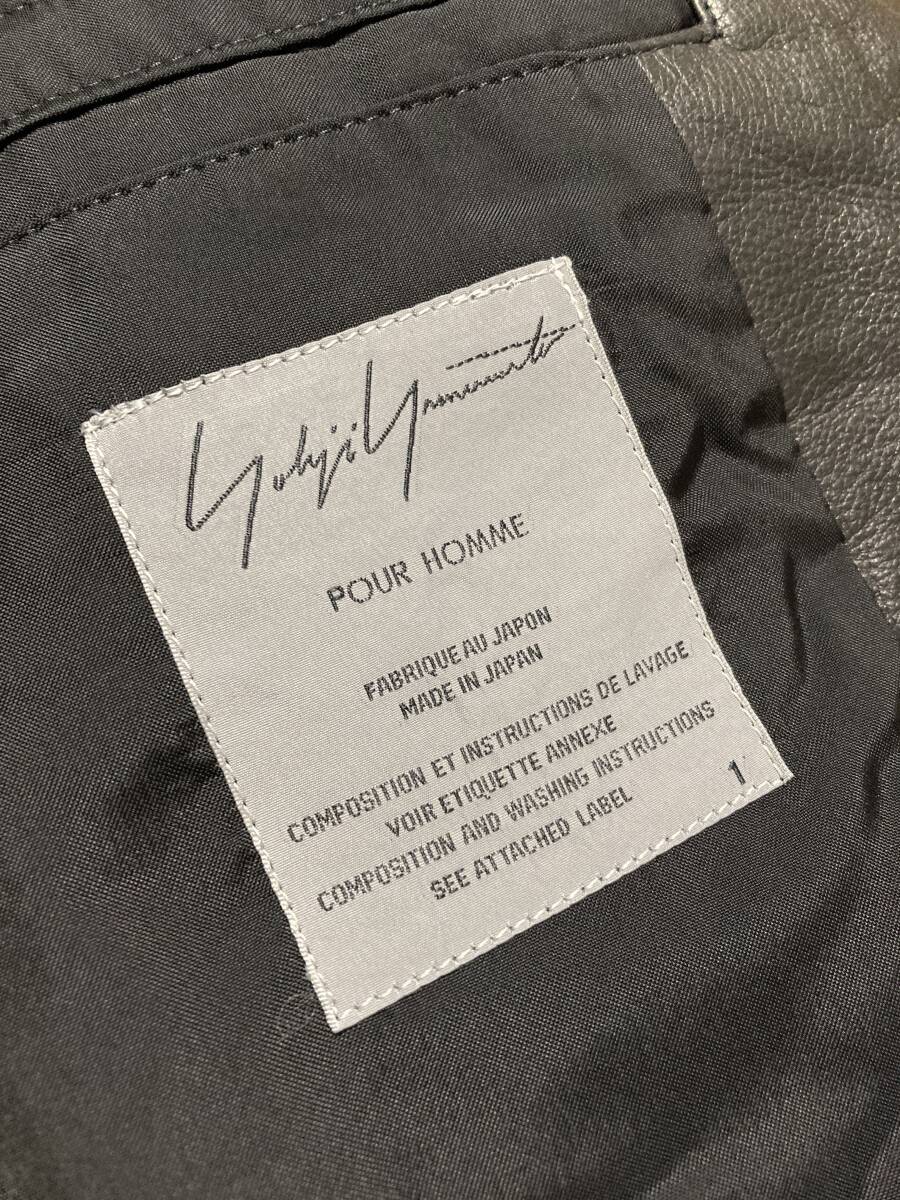 Yohji Yamamoto
POUR HOMME
FABRIQUE AU JAPON
MADE IN JAPAN
COMPOSITION ET INSTRUCTIONS DE LAVAGE
VOIR ETIQUETTE ANNEXE
COMPOSITION AND WASHING INSTRUCTIONS
SEE ATTACHED LABEL
1